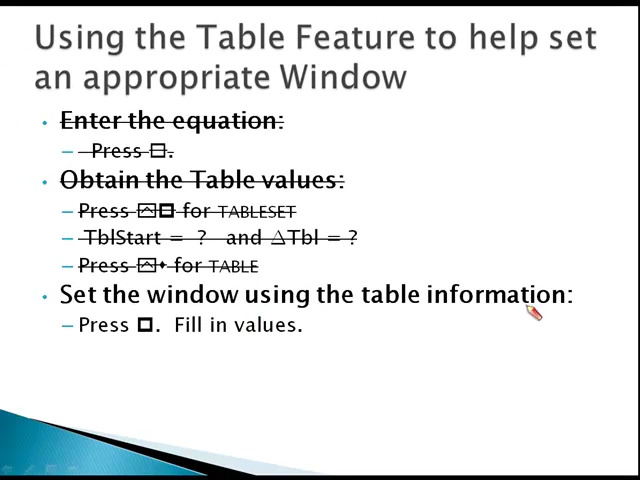 Using the Table Feature to help set
an appropriate Window
• Enter the equation:
– Press □.
• Obtain the Table values:
– Press for TABLESET
– TblStart = ? and ΔTbl = ?
– Press for TABLE
• Set the window using the table information:
– Press □. Fill in values.